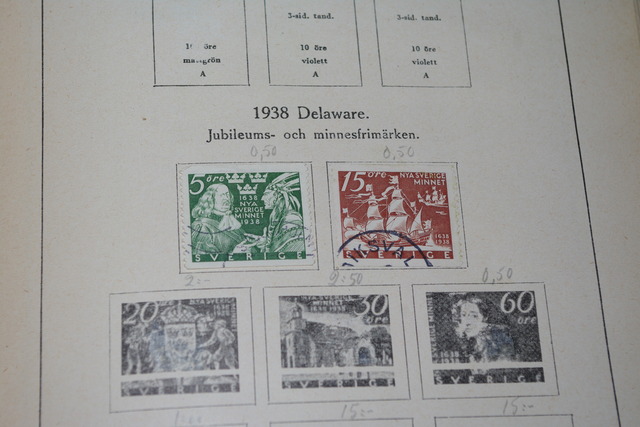 3-sid. tand.
3-sid. tand.
10 öre
10 öre
violett
violett
A
A
A
1938 Delaware.
Jubileums- och minnesfrimärken.
0,50
0,50
5 öre
1638
NYA
SVERIGE
MINNET
1938
SVERIGE
15 öre
NYA SVERIGE
MINNET
1638
1938
SVERIGE
IKSVAL
2:-
2:50
0,50
20
SVERIGE
30
öre
SVERIGE
60
öre
SVERIGE
15:-
15:-